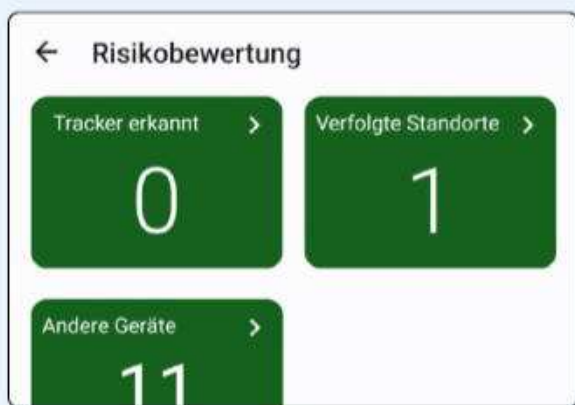 Risikobewertung
Tracker erkannt
Verfolgte Standorte
0
1
Andere Geräte
11